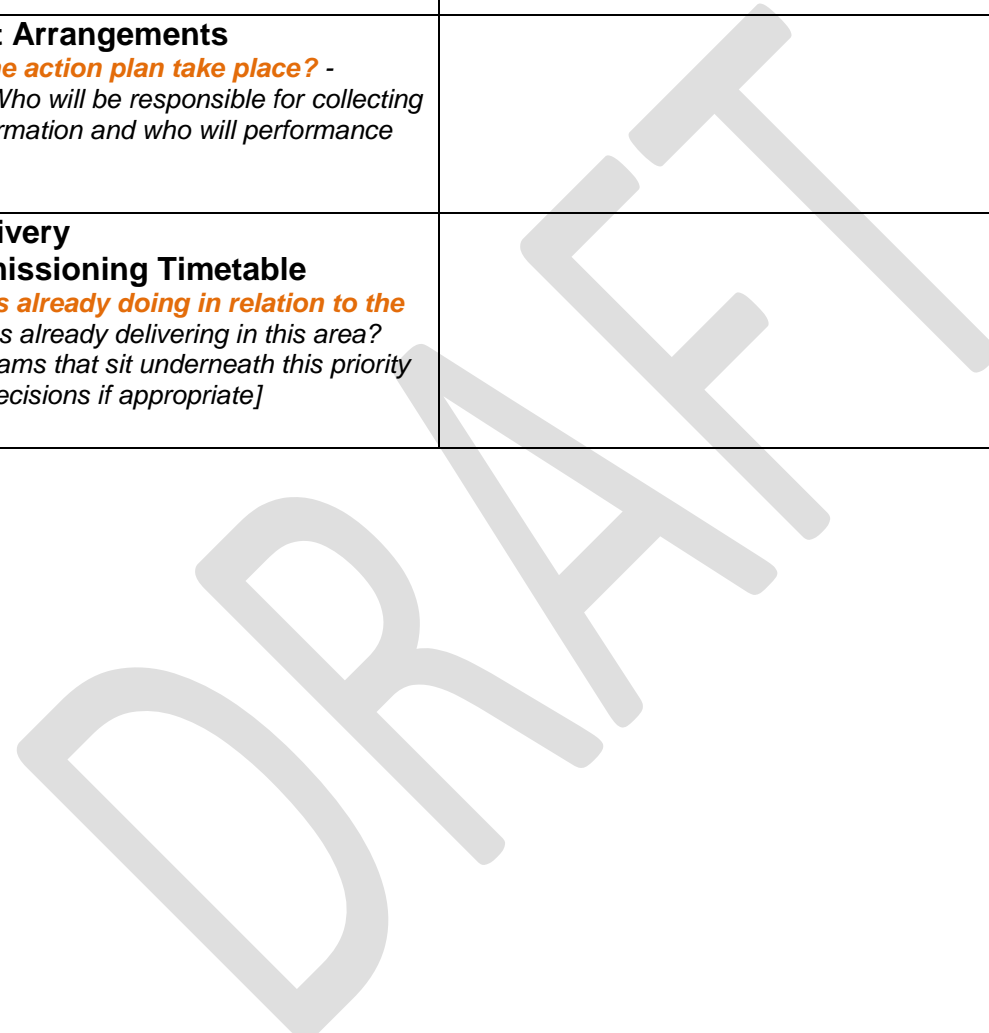 : Arrangements
e action plan take place? -
Who will be responsible for collecting
rmation and who will performance
ivery
issioning Timetable
s already doing in relation to the
s already delivering in this area?
ams that sit underneath this priority
ecisions if appropriate]
DRAFT